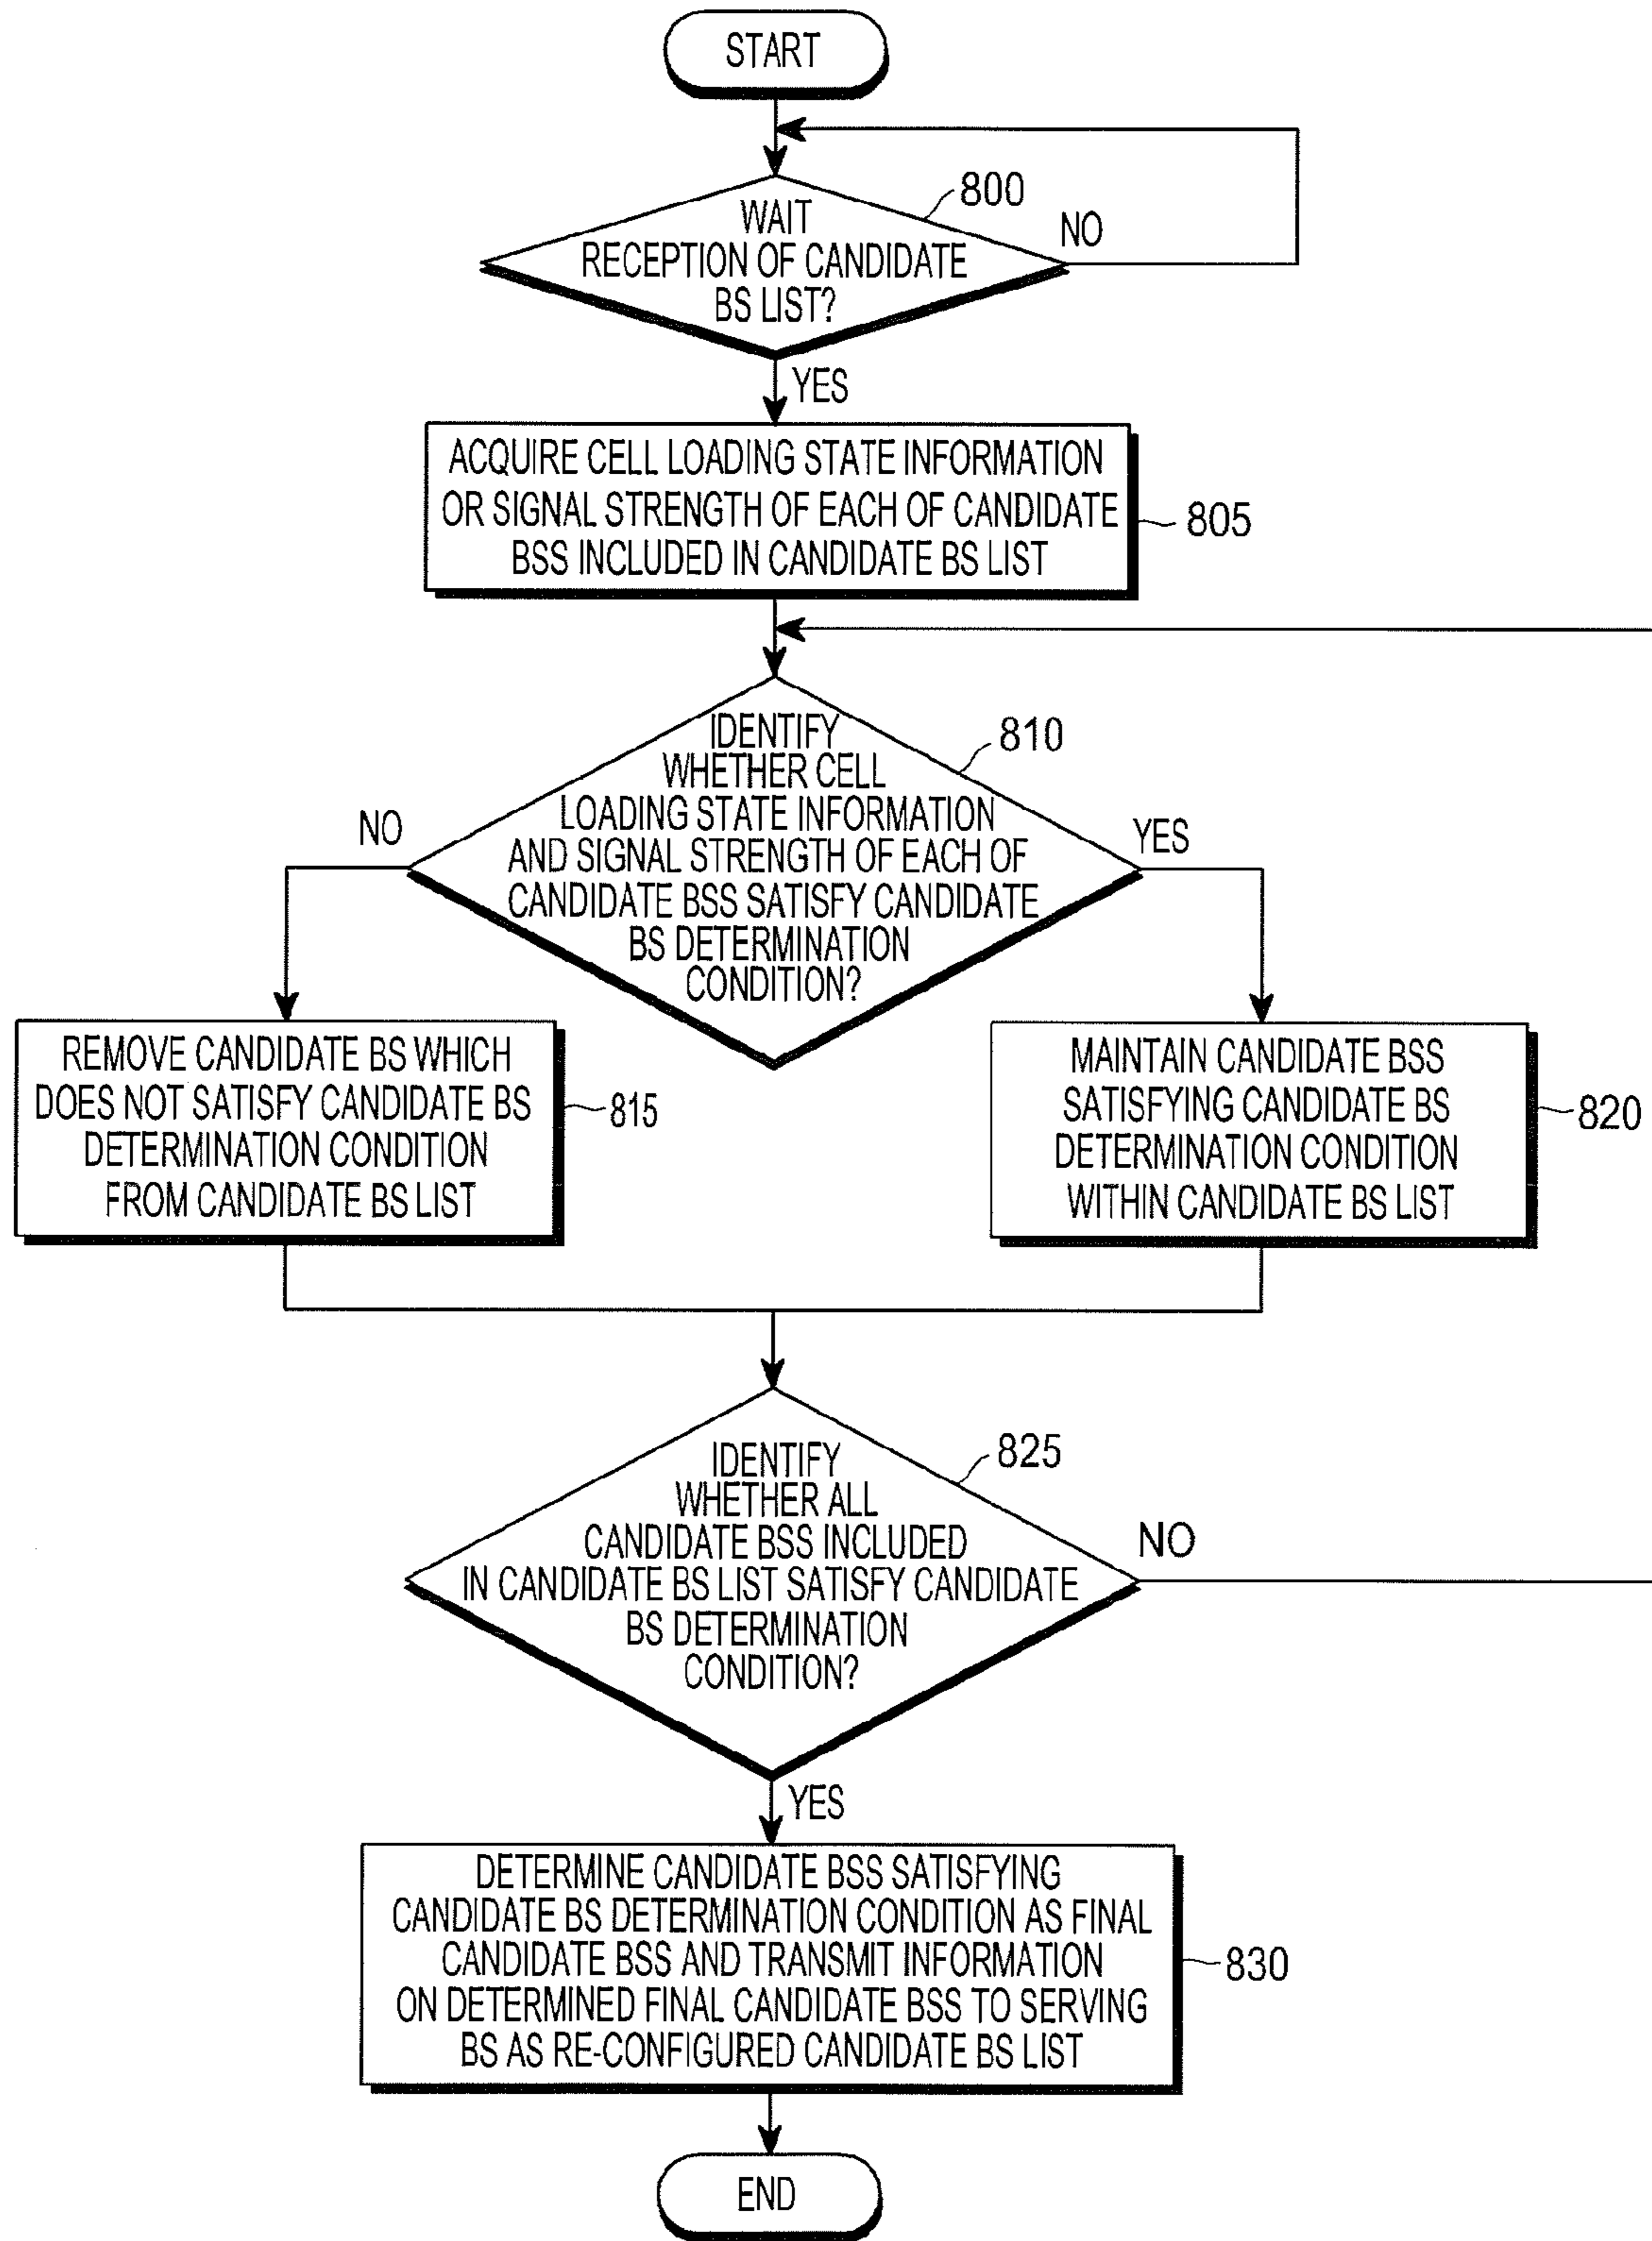 START
800
WAIT
RECEPTION OF CANDIDATE
BS LIST?
NO
YES
ACQUIRE CELL LOADING STATE INFORMATION
OR SIGNAL STRENGTH OF EACH OF CANDIDATE
BSS INCLUDED IN CANDIDATE BS LIST
805
810
IDENTIFY
WHETHER CELL
LOADING STATE INFORMATION
AND SIGNAL STRENGTH OF EACH OF
CANDIDATE BSS SATISFY CANDIDATE
BS DETERMINATION
CONDITION?
NO
YES
REMOVE CANDIDATE BS WHICH
DOES NOT SATISFY CANDIDATE BS
DETERMINATION CONDITION
FROM CANDIDATE BS LIST
815
MAINTAIN CANDIDATE BSS
SATISFYING CANDIDATE BS
DETERMINATION CONDITION
WITHIN CANDIDATE BS LIST
820
825
IDENTIFY
WHETHER ALL
CANDIDATE BSS INCLUDED
IN CANDIDATE BS LIST SATISFY CANDIDATE
BS DETERMINATION
CONDITION?
NO
YES
DETERMINE CANDIDATE BSS SATISFYING
CANDIDATE BS DETERMINATION CONDITION AS FINAL
CANDIDATE BSS AND TRANSMIT INFORMATION
ON DETERMINED FINAL CANDIDATE BSS TO SERVING
BS AS RE-CONFIGURED CANDIDATE BS LIST
830
END